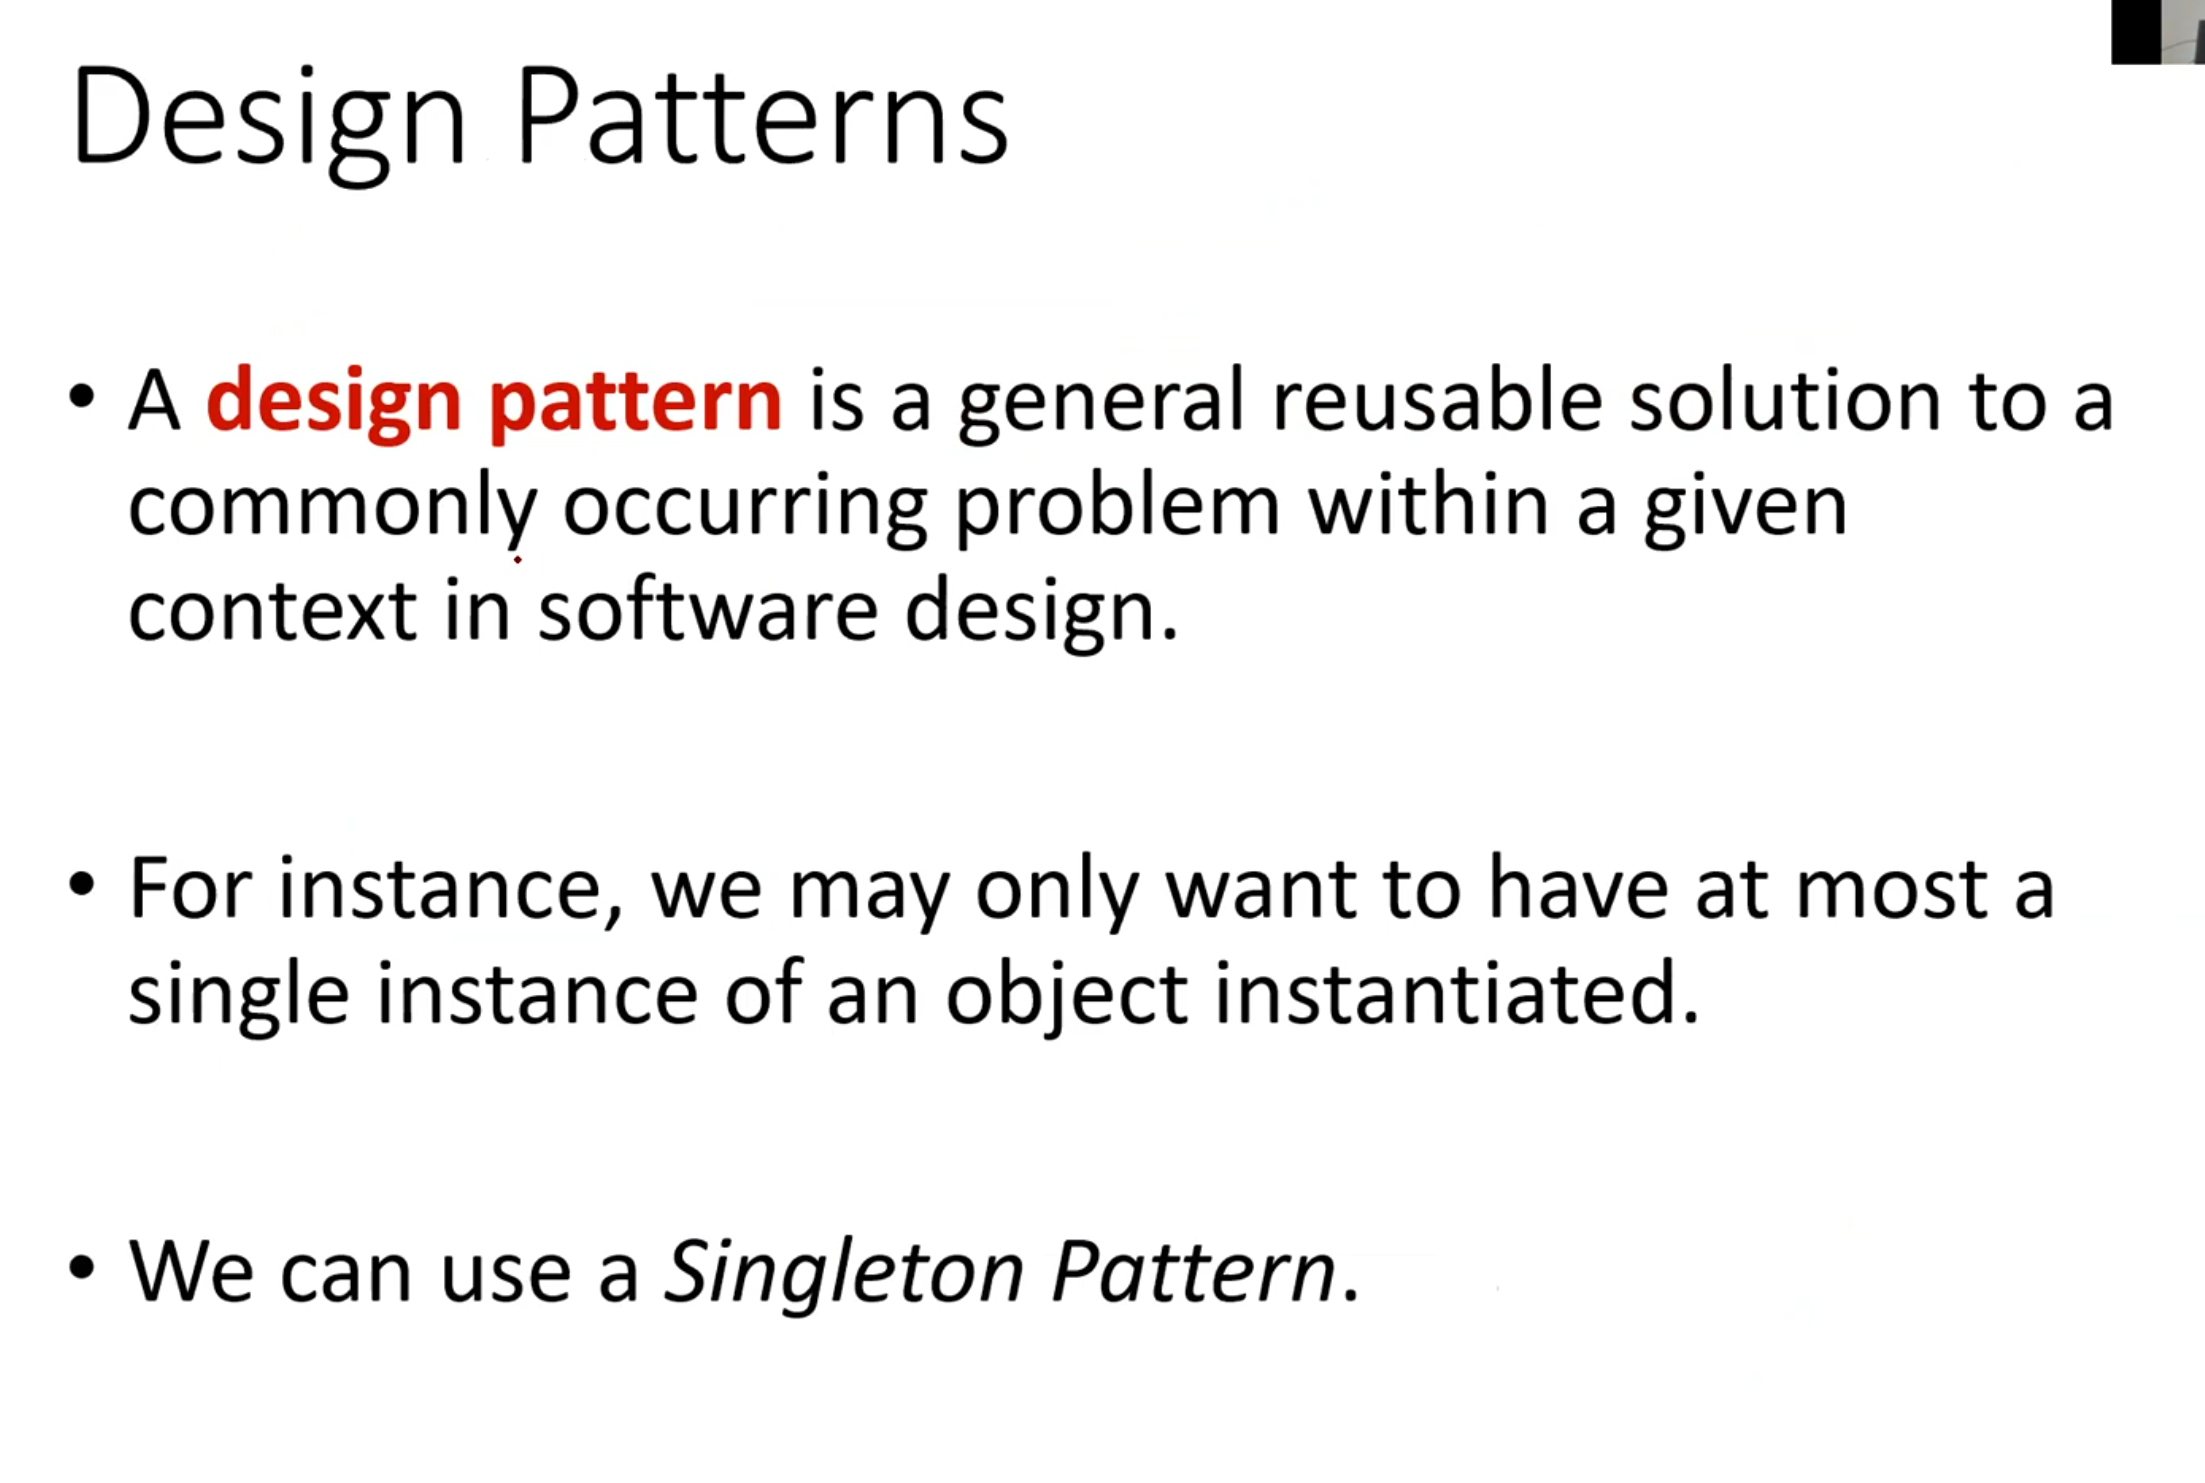 Design Patterns
• A design pattern is a general reusable solution to a
commonly occurring problem within a given
context in software design.
• For instance, we may only want to have at most a
single instance of an object instantiated.
• We can use a Singleton Pattern.